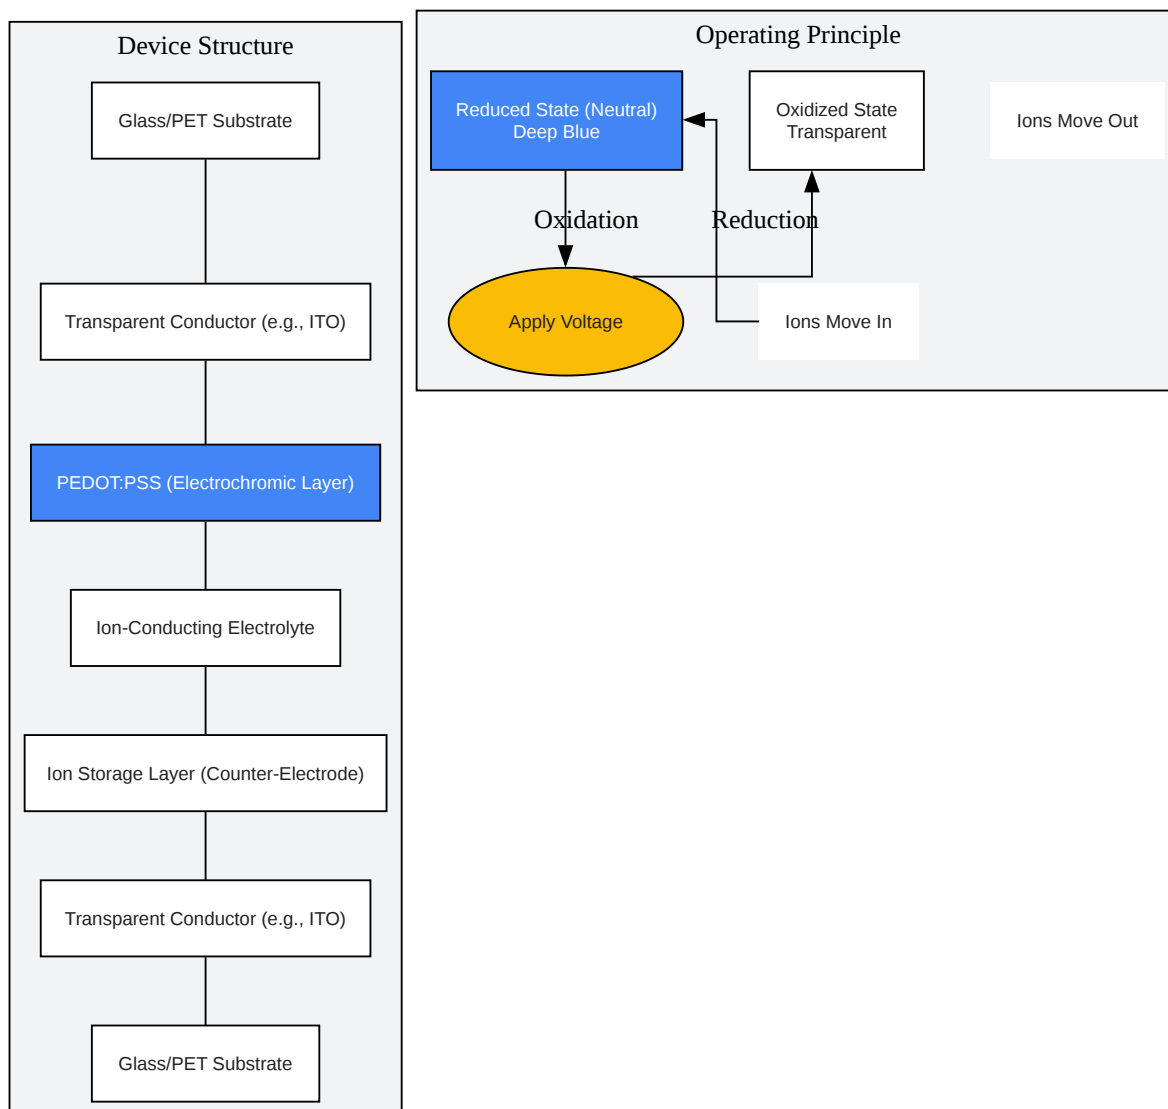 Device Structure
Glass/PET Substrate
Transparent Conductor (e.g., ITO)
PEDOT:PSS (Electrochromic Layer)
Ion-Conducting Electrolyte
Ion Storage Layer (Counter-Electrode)
Transparent Conductor (e.g., ITO)
Glass/PET Substrate
Operating Principle
Reduced State (Neutral)
Deep Blue
Oxidized State
Transparent
Ions Move Out
Oxidation
Reduction
Apply Voltage
Ions Move In